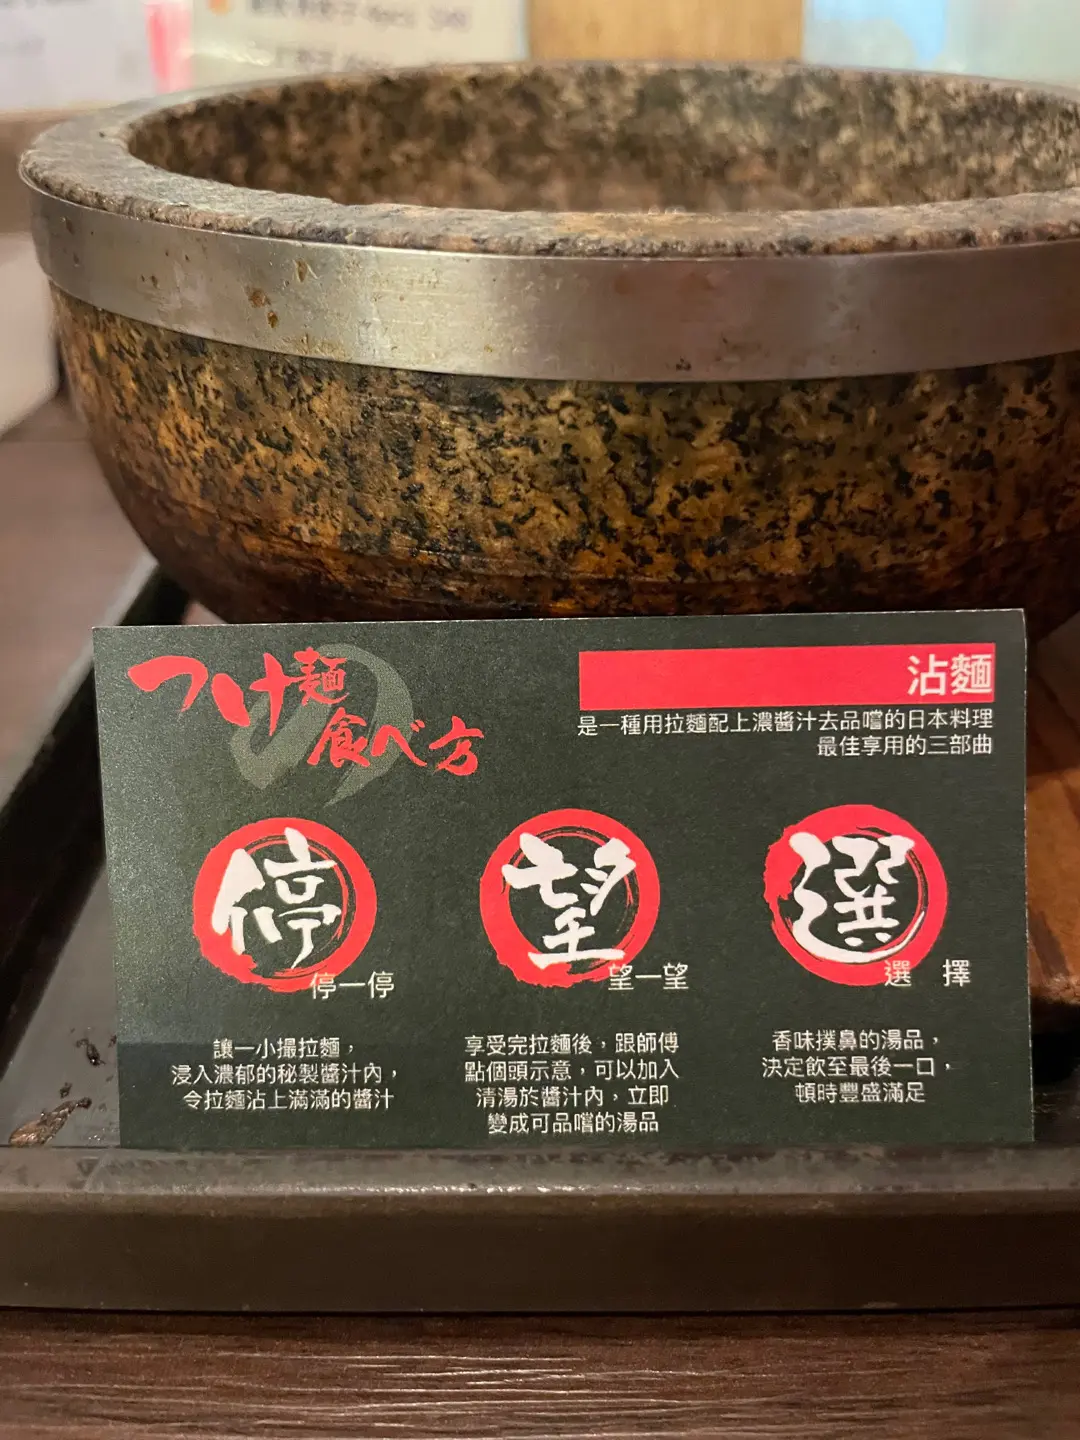 つけ麺の
食べ方
沾麵
是一種用拉麵配上濃醬汁去品嚐的日本料理
最佳享用的三部曲
停
停一停
讓一小撮拉麵，
浸入濃郁的秘製醬汁內，
令拉麵沾上滿滿的醬汁
望
望一望
享受完拉麵後，跟師傅
點個頭示意，可以加入
清湯於醬汁內，立即
變成可品嚐的湯品
選
選 擇
香味撲鼻的湯品，
決定飲至最後一口，
頓時豐盛滿足